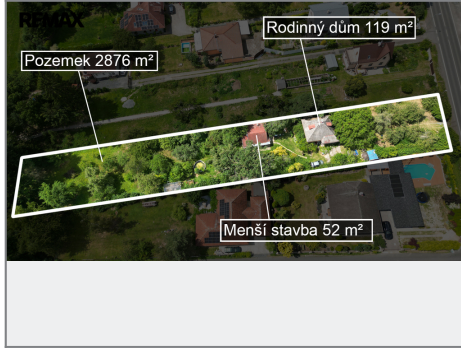 RE/MAX
Rodinný dům 119 m²
Pozemek 2876 m²
Menší stavba 52 m²